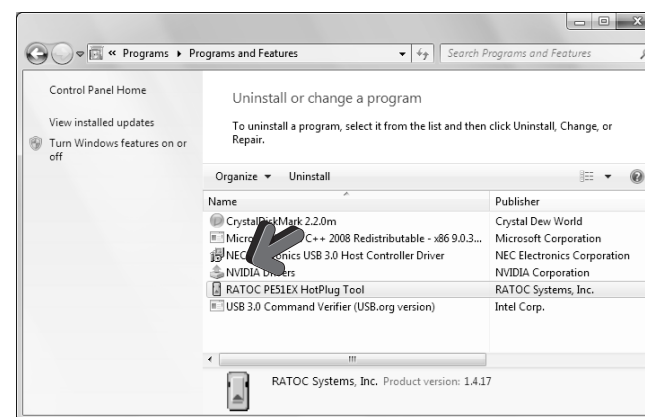 « Programs ▸ Programs and Features
Search Programs and Features
Control Panel Home
View installed updates
Turn Windows features on or
off
Uninstall or change a program
To uninstall a program, select it from the list and then click Uninstall, Change, or
Repair.
Organize Uninstall
Name Publisher
CrystalDiskMark 2.2.0m Crystal Dew World
C++ 2008 Redistributable - x86 9.0.3... Microsoft Corporation
USB 3.0 Host Controller Driver NEC Electronics Corporation
NVIDIA Drivers NVIDIA Corporation
RATOC PE51EX HotPlug Tool RATOC Systems, Inc.
USB 3.0 Command Verifier (USB.org version) Intel Corp.
RATOC Systems, Inc. Product version: 1.4.17